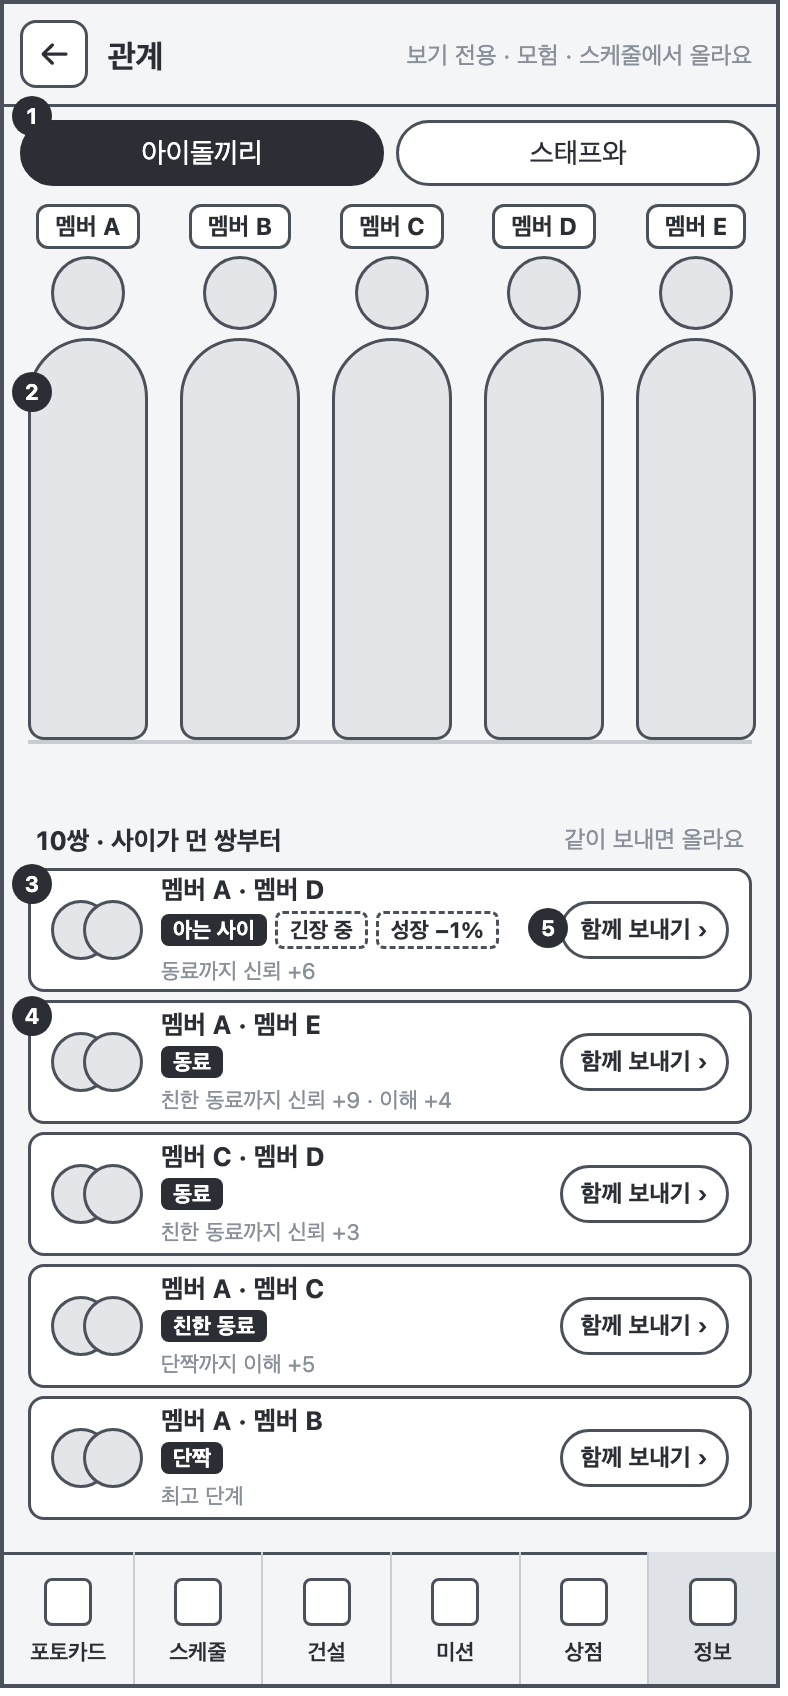 관계
보기 전용 · 모험 · 스케줄에서 올라요
1
아이돌끼리
스태프와
멤버 A
멤버 B
멤버 C
멤버 D
멤버 E
2
10쌍 · 사이가 먼 쌍부터
같이 보내면 올라요
3
멤버 A · 멤버 D
아는 사이
긴장 중
성장 −1%
동료까지 신뢰 +6
5
함께 보내기 ›
4
멤버 A · 멤버 E
동료
친한 동료까지 신뢰 +9 · 이해 +4
함께 보내기 ›
멤버 C · 멤버 D
동료
친한 동료까지 신뢰 +3
함께 보내기 ›
멤버 A · 멤버 C
친한 동료
단짝까지 이해 +5
함께 보내기 ›
멤버 A · 멤버 B
단짝
최고 단계
함께 보내기 ›
포토카드
스케줄
건설
미션
상점
정보